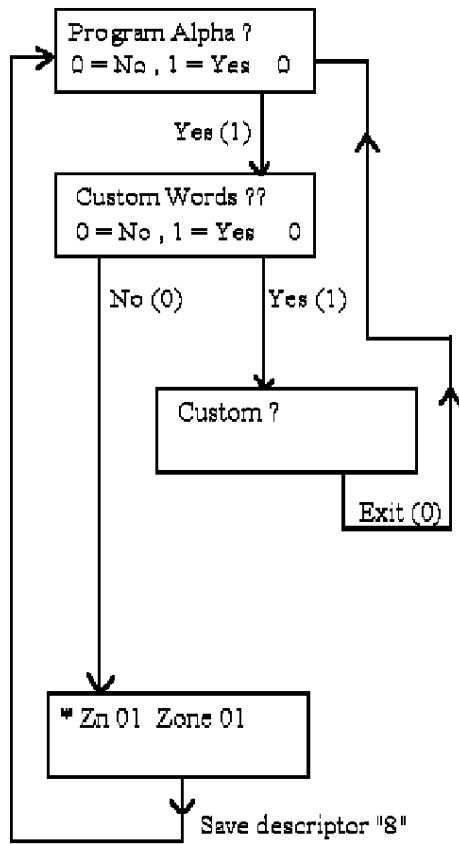 Program Alpha ?
0 = No , 1 = Yes 0
Yes (1)
Custom Words ??
0 = No , 1 = Yes 0
No (0)
Yes (1)
Custom ?
Exit (0)
* Zn 01 Zone 01
Save descriptor "8"